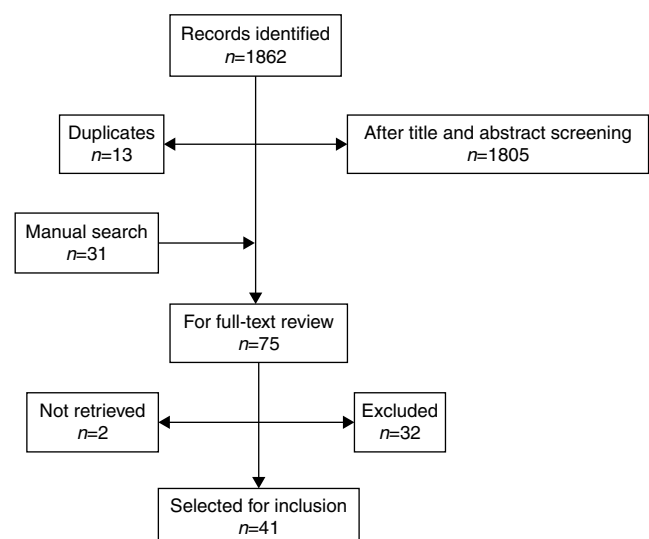 Records identified
n=1862
Duplicates
n=13
After title and abstract screening
n=1805
Manual search
n=31
For full-text review
n=75
Not retrieved
n=2
Excluded
n=32
Selected for inclusion
n=41